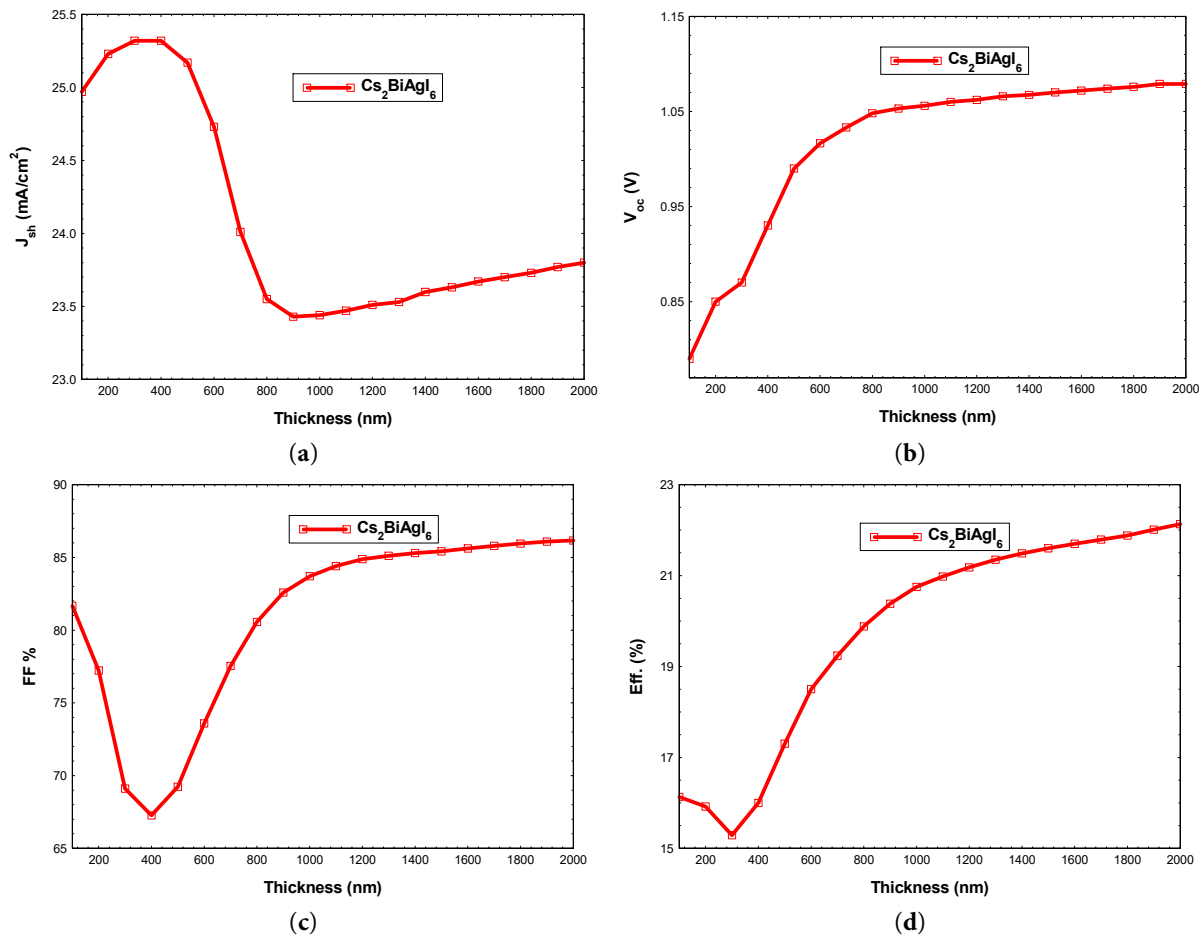 25.5
25.0
24.5
24.0
23.5
23.0
J_sh (mA/cm²)
Cs₂BiAgI₆
200 400 600 800 1000 1200 1400 1600 1800 2000
Thickness (nm)
(a)
1.15
1.05
0.95
0.85
V_oc (V)
Cs₂BiAgI₆
200 400 600 800 1000 1200 1400 1600 1800 2000
Thickness (nm)
(b)
90
85
80
75
70
65
FF %
Cs₂BiAgI₆
200 400 600 800 1000 1200 1400 1600 1800 2000
Thickness (nm)
(c)
23
21
19
17
15
Eff. (%)
Cs₂BiAgI₆
200 400 600 800 1000 1200 1400 1600 1800 2000
Thickness (nm)
(d)